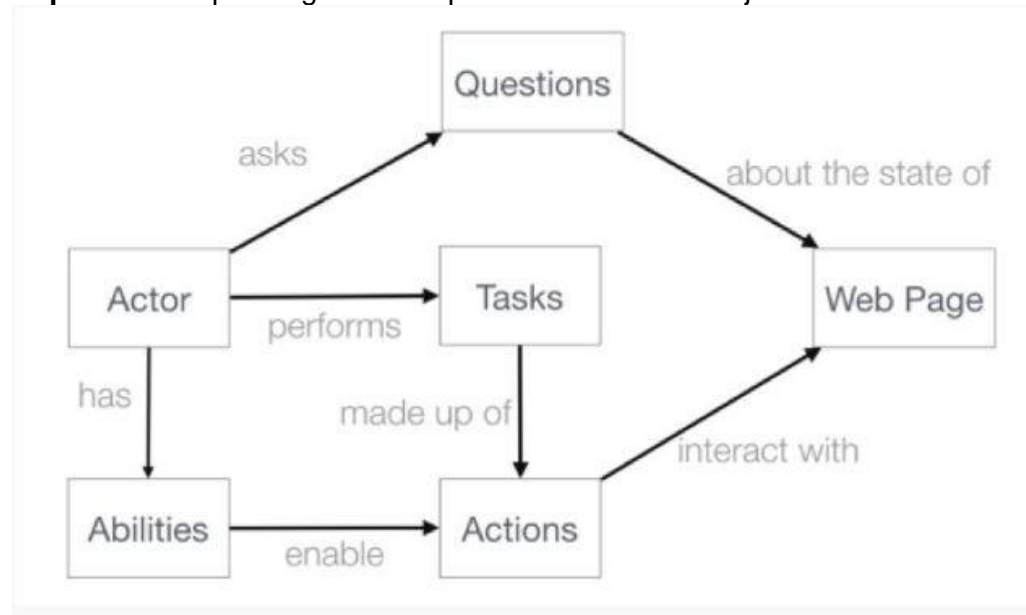 Questions
asks
about the state of
Actor
Tasks
Web Page
performs
has
made up of
interact with
Abilities
Actions
enable